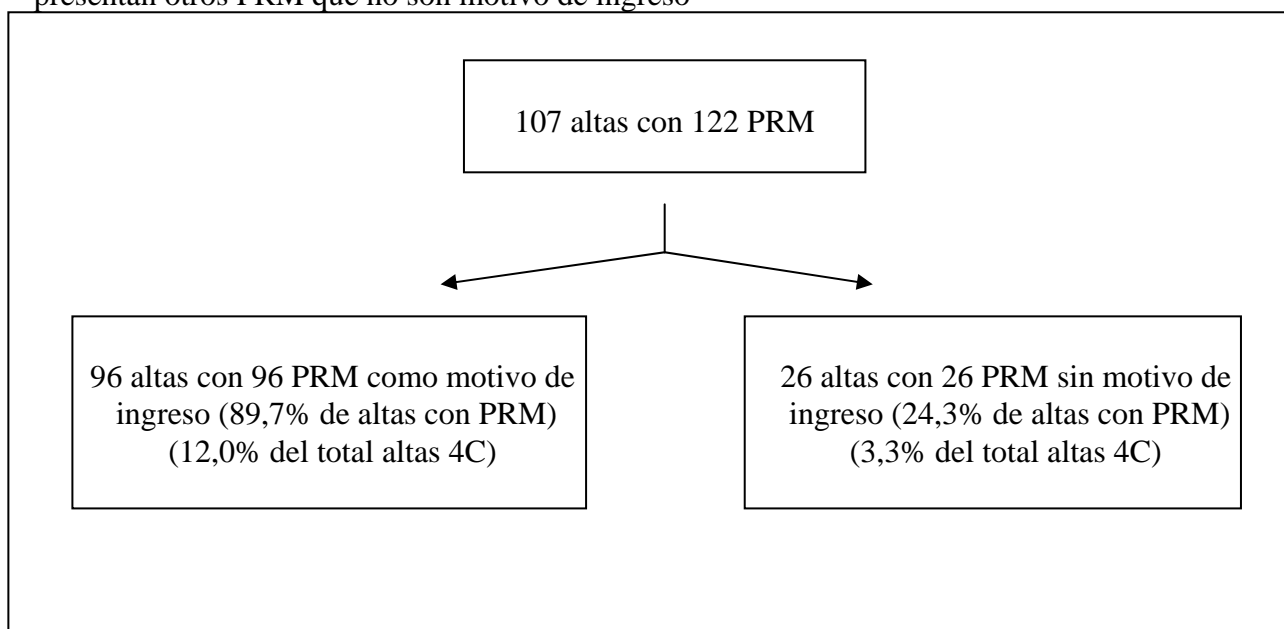 presentan otros PRM que no son motivo de ingreso
107 altas con 122 PRM
96 altas con 96 PRM como motivo de
ingreso (89,7% de altas con PRM)
(12,0% del total altas 4C)
26 altas con 26 PRM sin motivo de
ingreso (24,3% de altas con PRM)
(3,3% del total altas 4C)